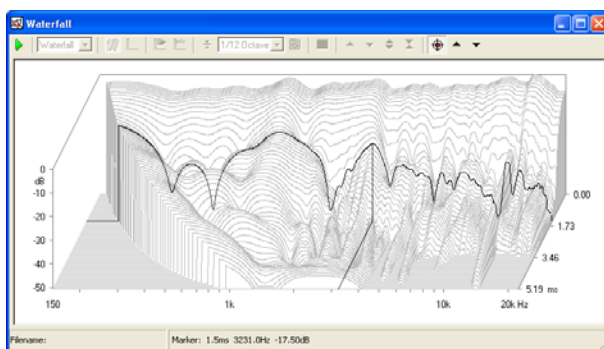 Waterfall
Waterfall
1/12 Octave
0
dB
-10
-20
-30
-40
-50
150
1k
10k
20k Hz
0.00
1.73
3.46
5.19 ms
Filename:
Marker: 1.5ms 3231.0Hz -17.50dB